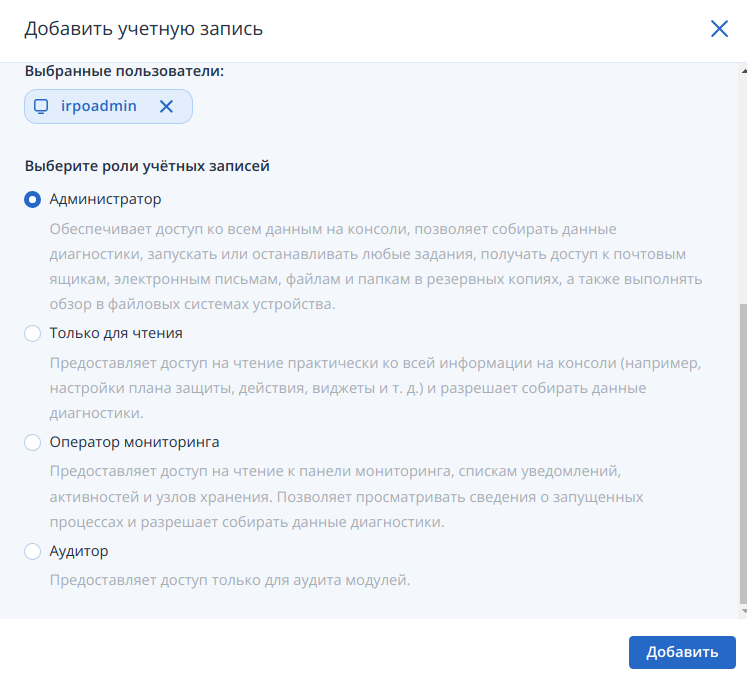 Добавить учетную запись
Выбранные пользователи:
irpoadmin
Выберите роли учётных записей
Администратор
Обеспечивает доступ ко всем данным на консоли, позволяет собирать данные
диагностики, запускать или останавливать любые задания, получать доступ к почтовым
ящикам, электронным письмам, файлам и папкам в резервных копиях, а также выполнять
обзор в файловых системах устройства.
Только для чтения
Предоставляет доступ на чтение практически ко всей информации на консоли (например,
настройки плана защиты, действия, виджеты и т. д.) и разрешает собирать данные
диагностики.
Оператор мониторинга
Предоставляет доступ на чтение к панели мониторинга, спискам уведомлений,
активностей и узлов хранения. Позволяет просматривать сведения о запущенных
процессах и разрешает собирать данные диагностики.
Аудитор
Предоставляет доступ только для аудита модулей.
Добавить